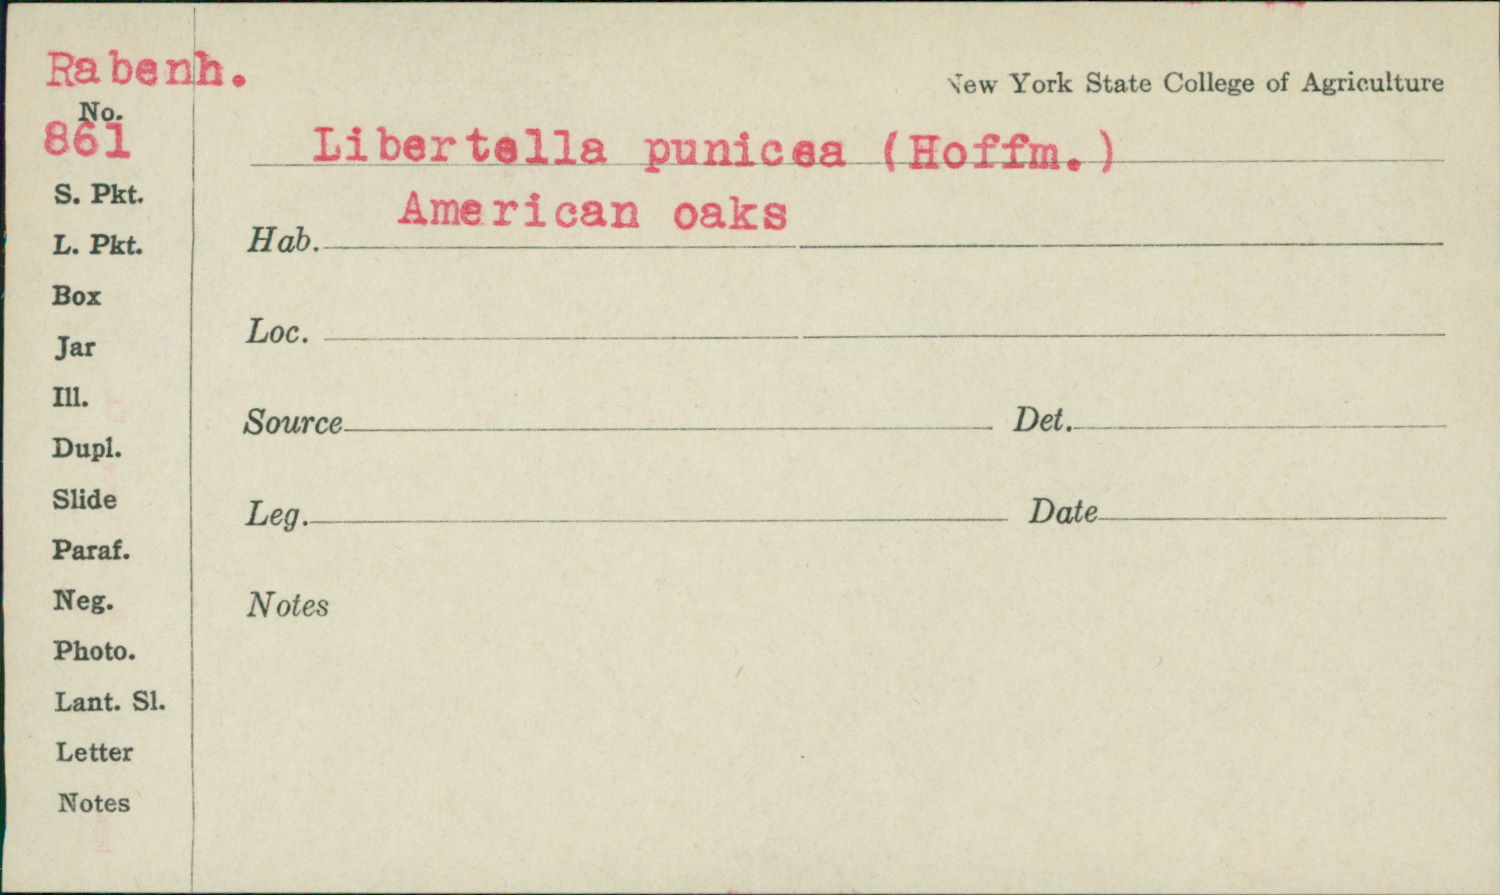 Rabenh.
New York State College of Agriculture
No.
861
Libertella punicea (Hoffm.)
S. Pkt.
American oaks
Hab.
L. Pkt.
Box
Loc.
Jar
Ill.
Source Det.
Dupl.
Slide
Leg. Date
Paraf.
Neg.
Notes
Photo.
Lant. Sl.
Letter
Notes